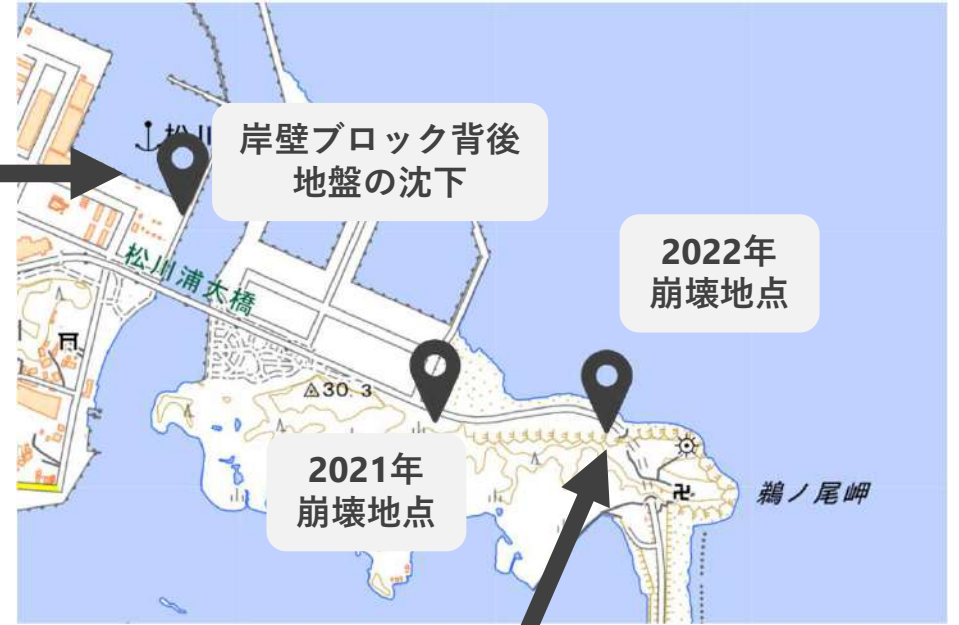 岸壁ブロック背後
地盤の沈下
松川浦大橋
2022年
崩壊地点
30.3
2021年
崩壊地点
鵜ノ尾岬